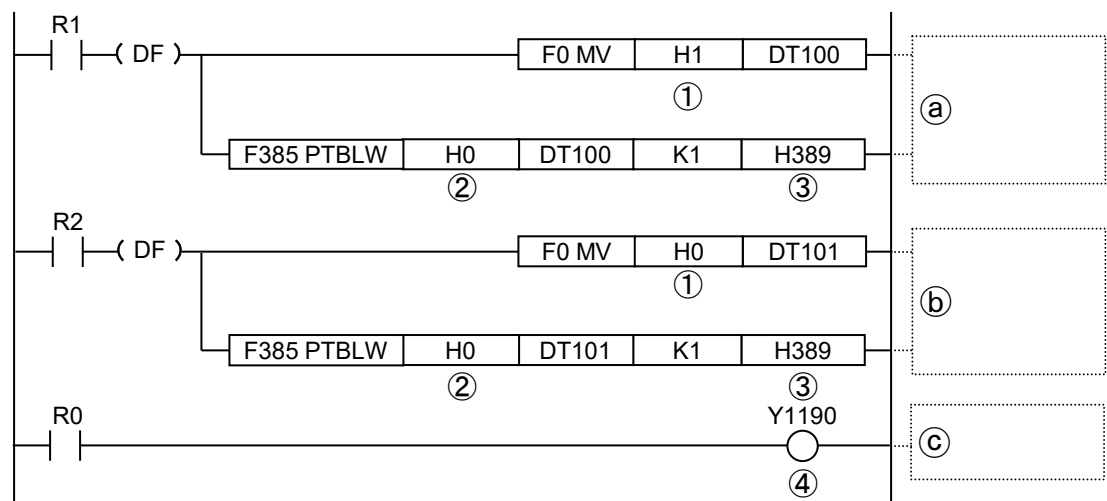 R1
( DF )
F0 MV H1 DT100
①
ⓐ
F385 PTBLW H0 DT100 K1 H389
② ③
R2
( DF )
F0 MV H0 DT101
①
ⓑ
F385 PTBLW H0 DT101 K1 H389
② ③
R0 Y1190
ⓒ
④